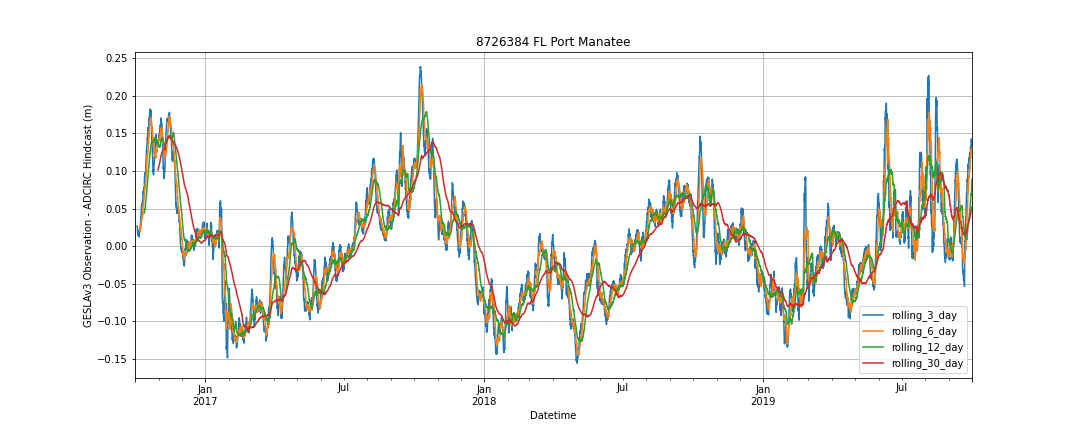 8726384 FL Port Manatee
GESLAv3 Observation - ADCIRC Hindcast (m)
0.25
0.20
0.15
0.10
0.05
0.00
−0.05
−0.10
−0.15
rolling_3_day
rolling_6_day
rolling_12_day
rolling_30_day
Jan
2017
Jul
Jan
2018
Jul
Jan
2019
Jul
Datetime